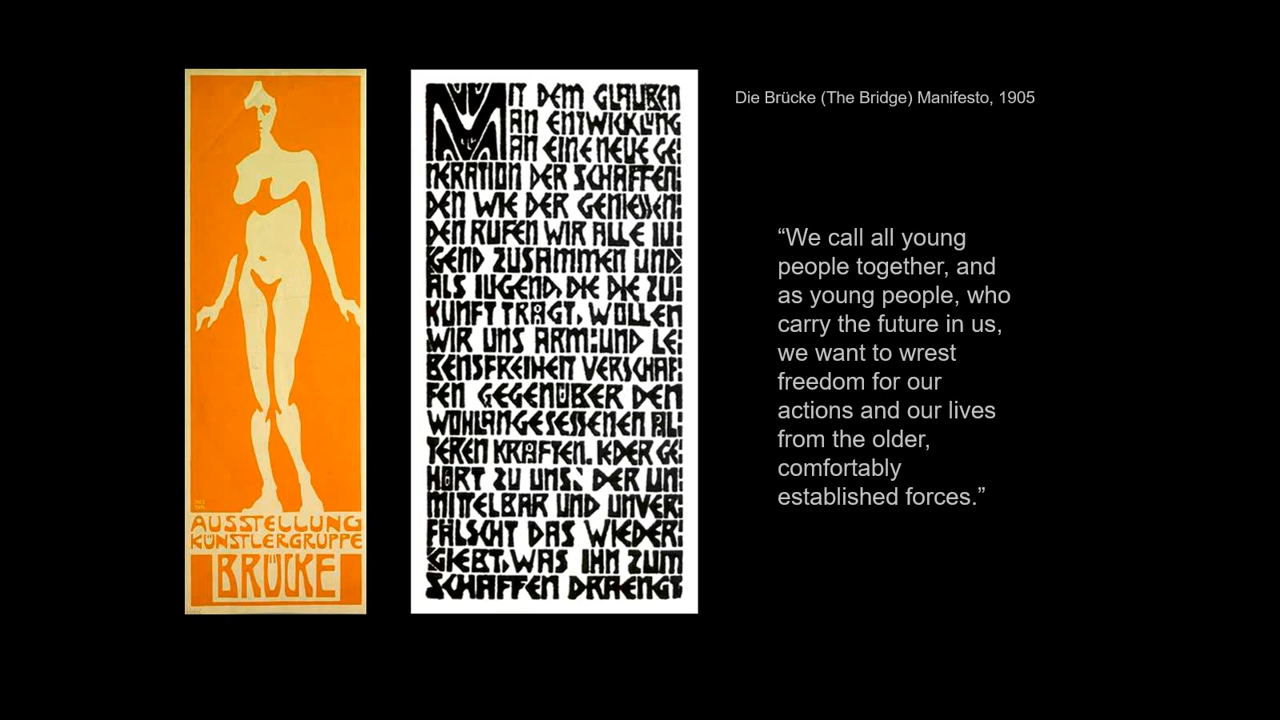 AUSSTELLUNG
KÜNSTLERGRUPPE
BRÜCKE
MIT DEM GLAUBEN
AN ENTWICKLUNG
AN EINE NEUE GE:
NERATION DER SCHAFFEN:
DEN WIE DER GENIESSEN:
DEN RUFEN WIR ALLE IU:
GEND ZUSAMMEN UND
ALS IUGEND, DIE DIE ZU:
KUNFT TRÄGT, WOLLEN
WIR UNS ARM: UND LE:
BENSFREIHEIT VERSCHAF:
FEN GEGENÜBER DEN
WOHLANGESESSENEN ÄL:
TEREN KRÄFTEN. IEDER GE:
HÖRT ZU UNS, DER UN:
MITTELBAR UND UNVER:
FÄLSCHT DAS WIEDER:
GIEBT, WAS IHN ZUM
SCHAFFEN DRAENGT
Die Brücke (The Bridge) Manifesto, 1905
“We call all young
people together, and
as young people, who
carry the future in us,
we want to wrest
freedom for our
actions and our lives
from the older,
comfortably
established forces.”